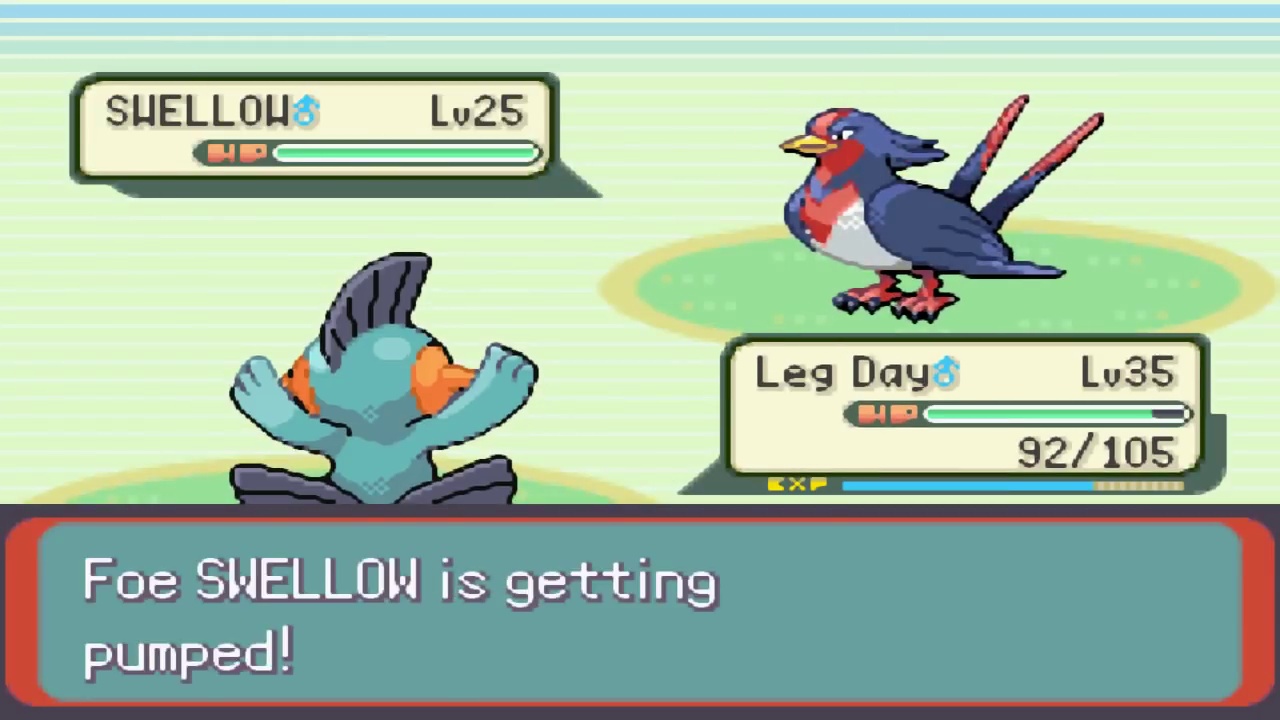 SWELLOW♂ Lv25
HP
Leg Day♂ Lv35
HP
92/105
EXP
Foe SWELLOW is getting
pumped!